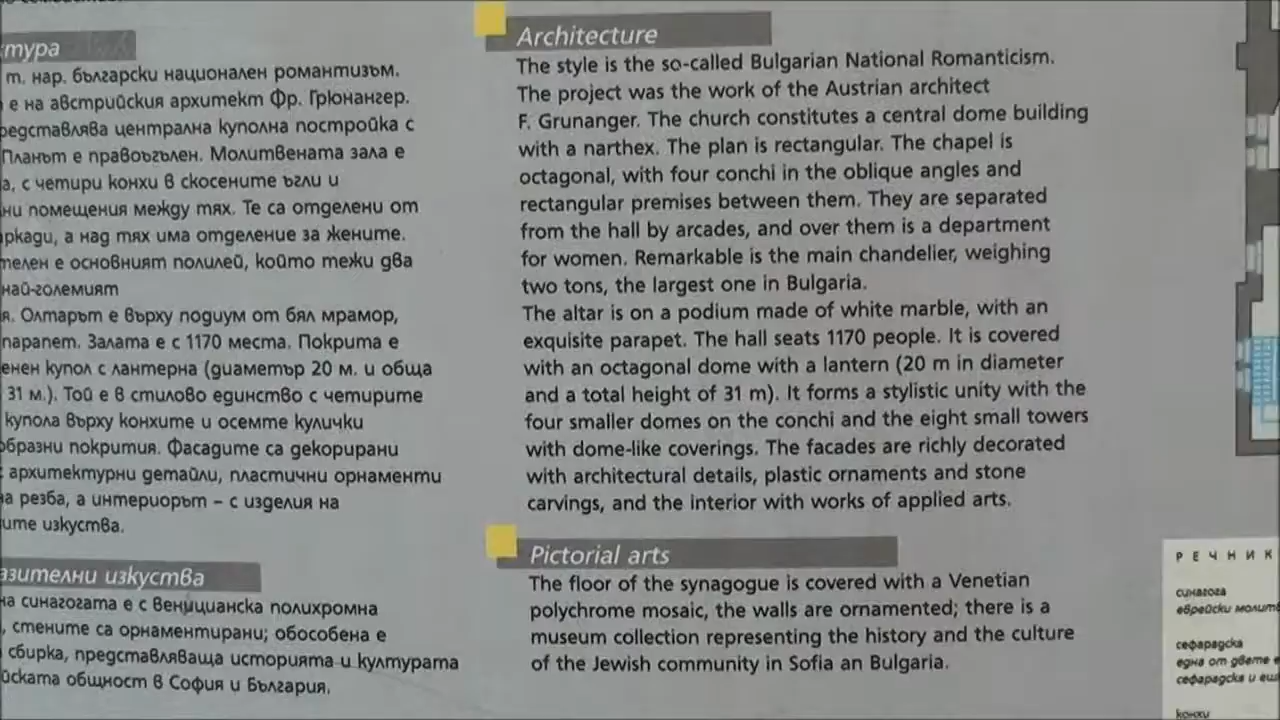 тура
т. нар. български национален романтизъм.
е на австрийския архитект Фр. Грюнангер.
редставлява централна куполна постройка с
Планът е правоъгълен. Молитвената зала е
а, с четири конхи в скосените ъгли и
ни помещения между тях. Те са отделени от
аркади, а над тях има отделение за жените.
телен е основният полилей, който тежи два
най-големият
я. Олтарът е върху подиум от бял мрамор,
парапет. Залата е с 1170 места. Покрита е
енен купол с лантерна (диаметър 20 м. и обща
31 м.). Той е в стилово единство с четирите
купола върху конхите и осемте кулички
образни покрития. Фасадите са декорирани
с архитектурни детайли, пластични орнаменти
на резба, а интериорът – с изделия на
ите изкуства.
азителни изкуства
на синагогата е с венецианска полихромна
, стените са орнаментирани; обособена е
сбирка, представляваща историята и културата
йската общност в София и България.
Architecture
The style is the so-called Bulgarian National Romanticism.
The project was the work of the Austrian architect
F. Grunanger. The church constitutes a central dome building
with a narthex. The plan is rectangular. The chapel is
octagonal, with four conchi in the oblique angles and
rectangular premises between them. They are separated
from the hall by arcades, and over them is a department
for women. Remarkable is the main chandelier, weighing
two tons, the largest one in Bulgaria.
The altar is on a podium made of white marble, with an
exquisite parapet. The hall seats 1170 people. It is covered
with an octagonal dome with a lantern (20 m in diameter
and a total height of 31 m). It forms a stylistic unity with the
four smaller domes on the conchi and the eight small towers
with dome-like coverings. The facades are richly decorated
with architectural details, plastic ornaments and stone
carvings, and the interior with works of applied arts.
Pictorial arts
The floor of the synagogue is covered with a Venetian
polychrome mosaic, the walls are ornamented; there is a
museum collection representing the history and the culture
of the Jewish community in Sofia an Bulgaria.
РЕЧНИК
синагога
еврейски молитв
сефарадска
една от двете е
сефарадска и еш
конхи